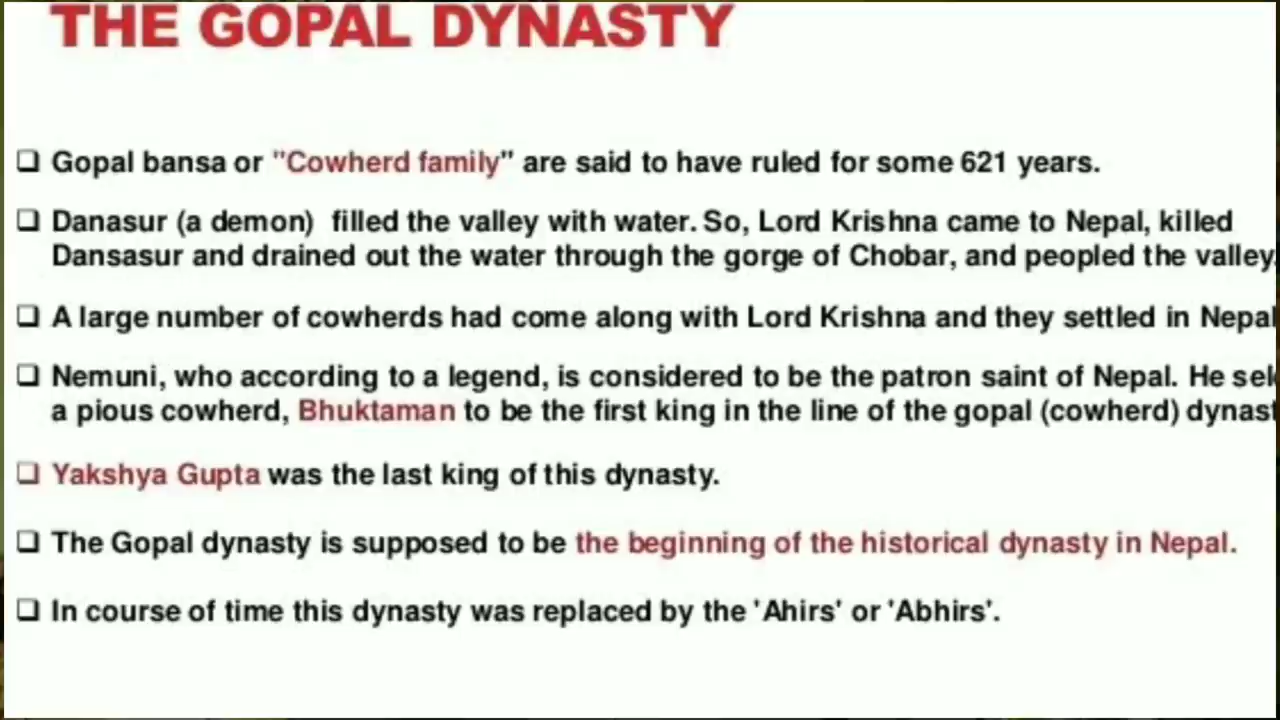 THE GOPAL DYNASTY
❑ Gopal bansa or "Cowherd family" are said to have ruled for some 621 years.
❑ Danasur (a demon) filled the valley with water. So, Lord Krishna came to Nepal, killed
Dansasur and drained out the water through the gorge of Chobar, and peopled the valley.
❑ A large number of cowherds had come along with Lord Krishna and they settled in Nepal
❑ Nemuni, who according to a legend, is considered to be the patron saint of Nepal. He
a pious cowherd, Bhuktaman to be the first king in the line of the gopal (cowherd)
❑ Yakshya Gupta was the last king of this dynasty.
❑ The Gopal dynasty is supposed to be the beginning of the historical dynasty in Nepal.
❑ In course of time this dynasty was replaced by the 'Ahirs' or 'Abhirs'.